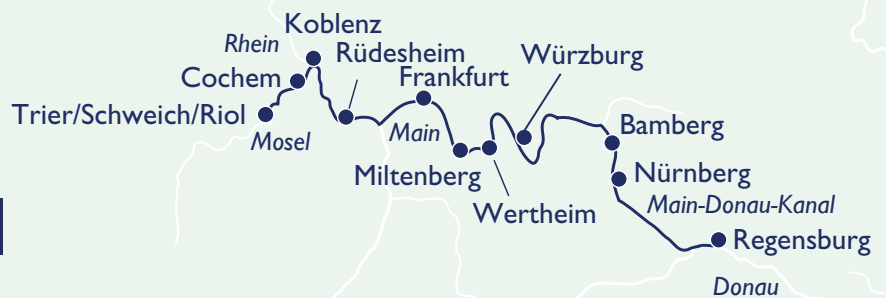 Koblenz
Rhein
Rüdesheim
Würzburg
Cochem
Frankfurt
Trier/Schweich/Riol
Mosel
Main
Bamberg
Miltenberg
Nürnberg
Wertheim
Main-Donau-Kanal
Regensburg
Donau